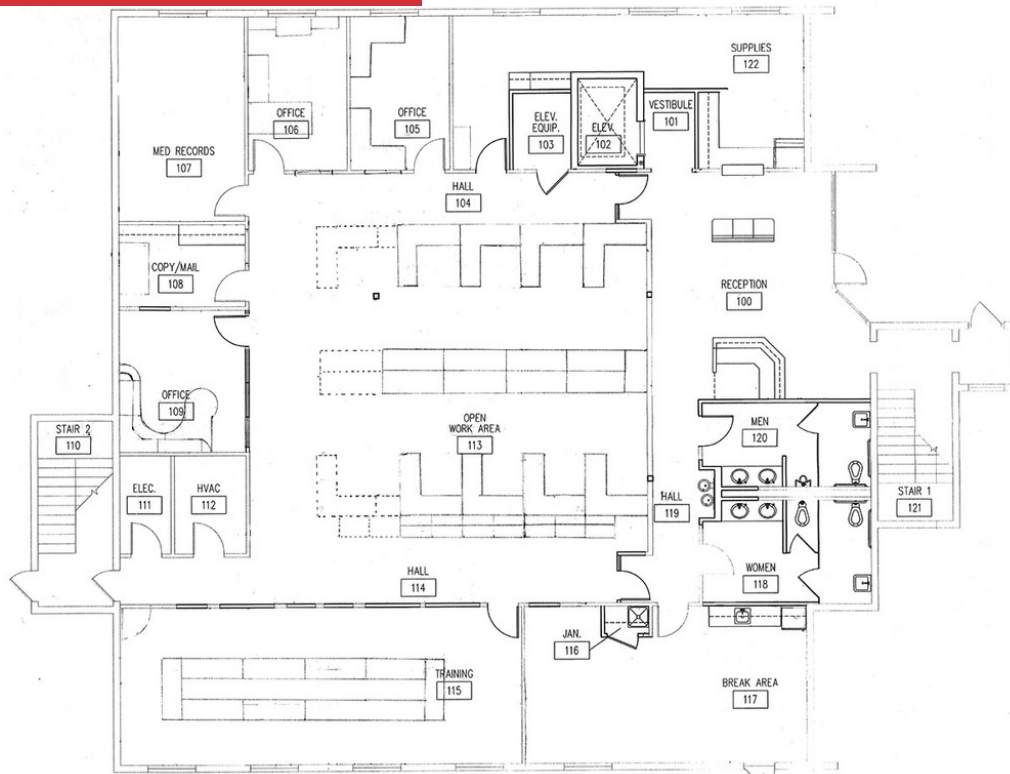 SUPPLIES
122
OFFICE
106
OFFICE
105
ELEV.
EQUIP.
103
ELEV.
102
VESTIBULE
101
MED RECORDS
107
HALL
104
COPY/MAIL
108
RECEPTION
100
OFFICE
109
STAIR 2
110
OPEN
WORK AREA
113
MEN
120
ELEC.
111
HVAC
112
HALL
119
STAIR 1
121
HALL
114
WOMEN
118
JAN.
116
TRAINING
115
BREAK AREA
117